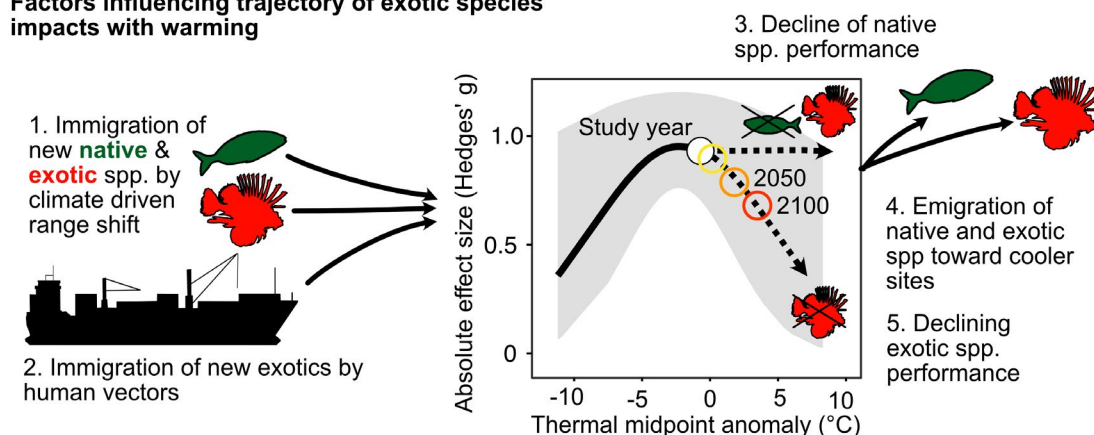 Factors influencing trajectory of exotic species
impacts with warming
1. Immigration of
new native &
exotic spp. by
climate driven
range shift
2. Immigration of new exotics by
human vectors
Absolute effect size (Hedges' g)
1.0
0.5
0
Study year
2050
2100
-10
-5
0
5
10
Thermal midpoint anomaly (°C)
3. Decline of native
spp. performance
4. Emigration of
native and exotic
spp toward cooler
sites
5. Declining
exotic spp.
performance